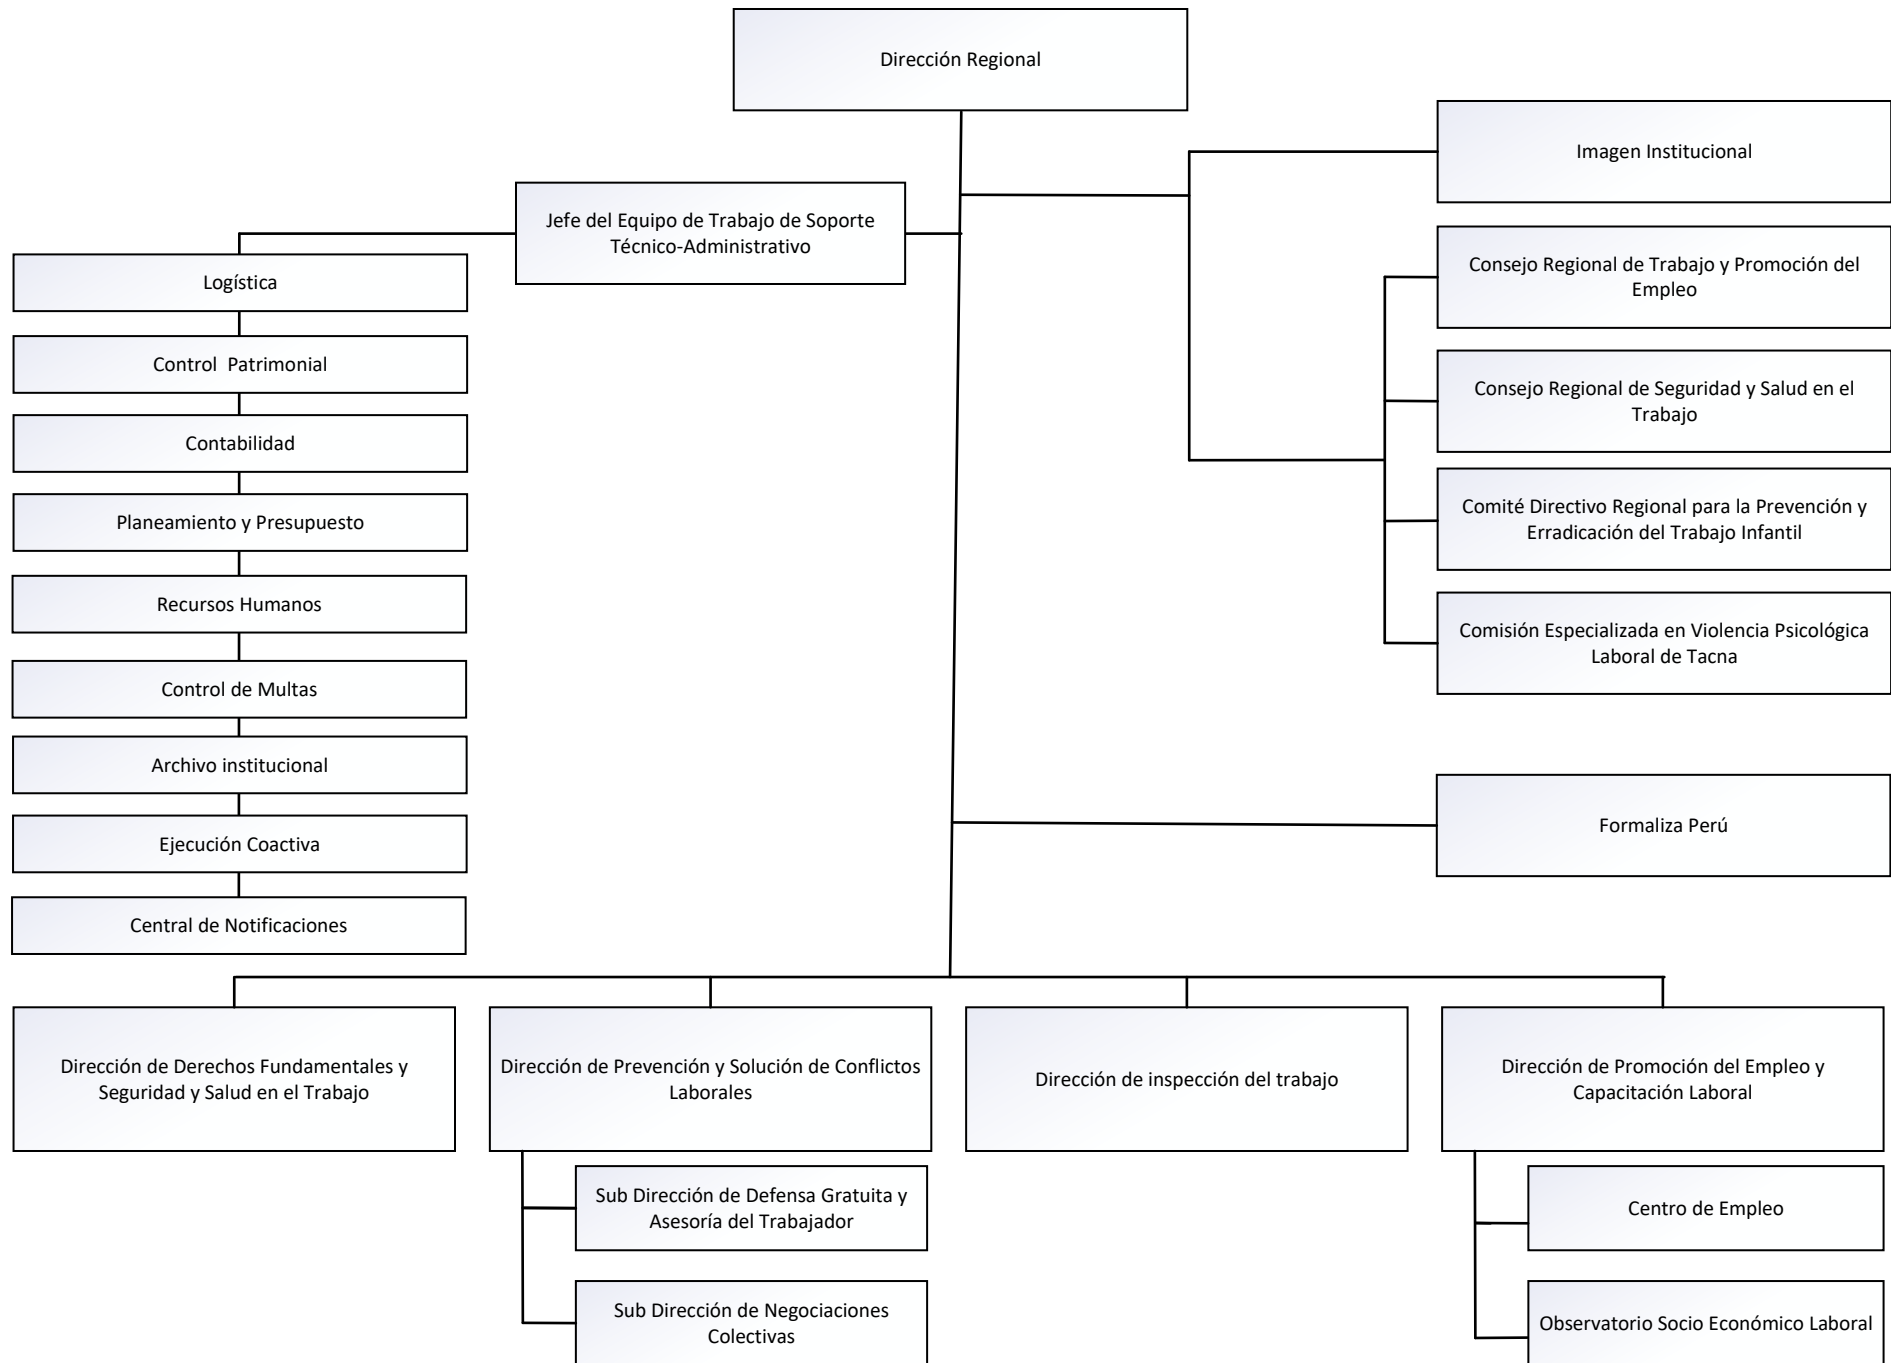 Dirección Regional
Imagen Institucional
Jefe del Equipo de Trabajo de Soporte
Técnico-Administrativo
Consejo Regional de Trabajo y Promoción del
Empleo
Consejo Regional de Seguridad y Salud en el
Trabajo
Comité Directivo Regional para la Prevención y
Erradicación del Trabajo Infantil
Comisión Especializada en Violencia Psicológica
Laboral de Tacna
Logística
Control  Patrimonial
Contabilidad
Planeamiento y Presupuesto
Recursos Humanos
Control de Multas
Archivo institucional
Ejecución Coactiva
Central de Notificaciones
Formaliza Perú
Dirección de Derechos Fundamentales y
Seguridad y Salud en el Trabajo
Dirección de Prevención y Solución de Conflictos
Laborales
Sub Dirección de Defensa Gratuita y
Asesoría del Trabajador
Sub Dirección de Negociaciones
Colectivas
Dirección de inspección del trabajo
Dirección de Promoción del Empleo y
Capacitación Laboral
Centro de Empleo
Observatorio Socio Económico Laboral